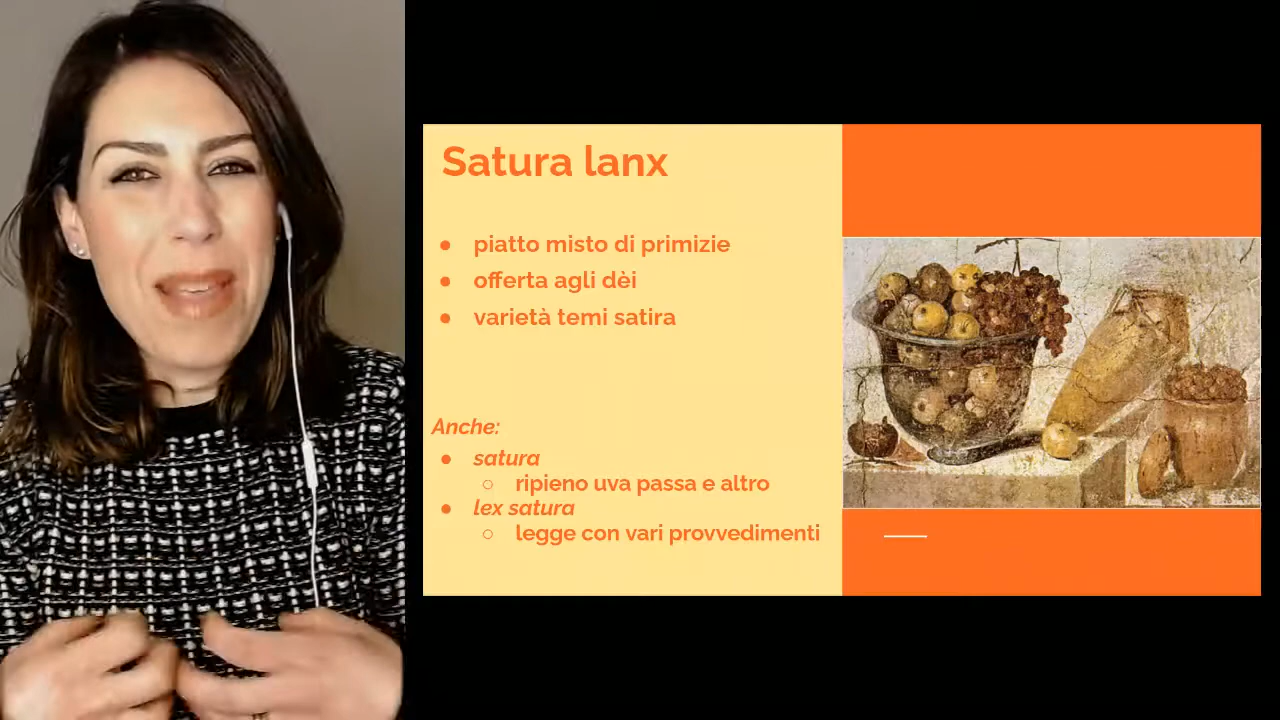 Satura lanx
● piatto misto di primizie
● offerta agli dèi
● varietà temi satira
Anche:
● satura
○ ripieno uva passa e altro
● lex satura
○ legge con vari provvedimenti